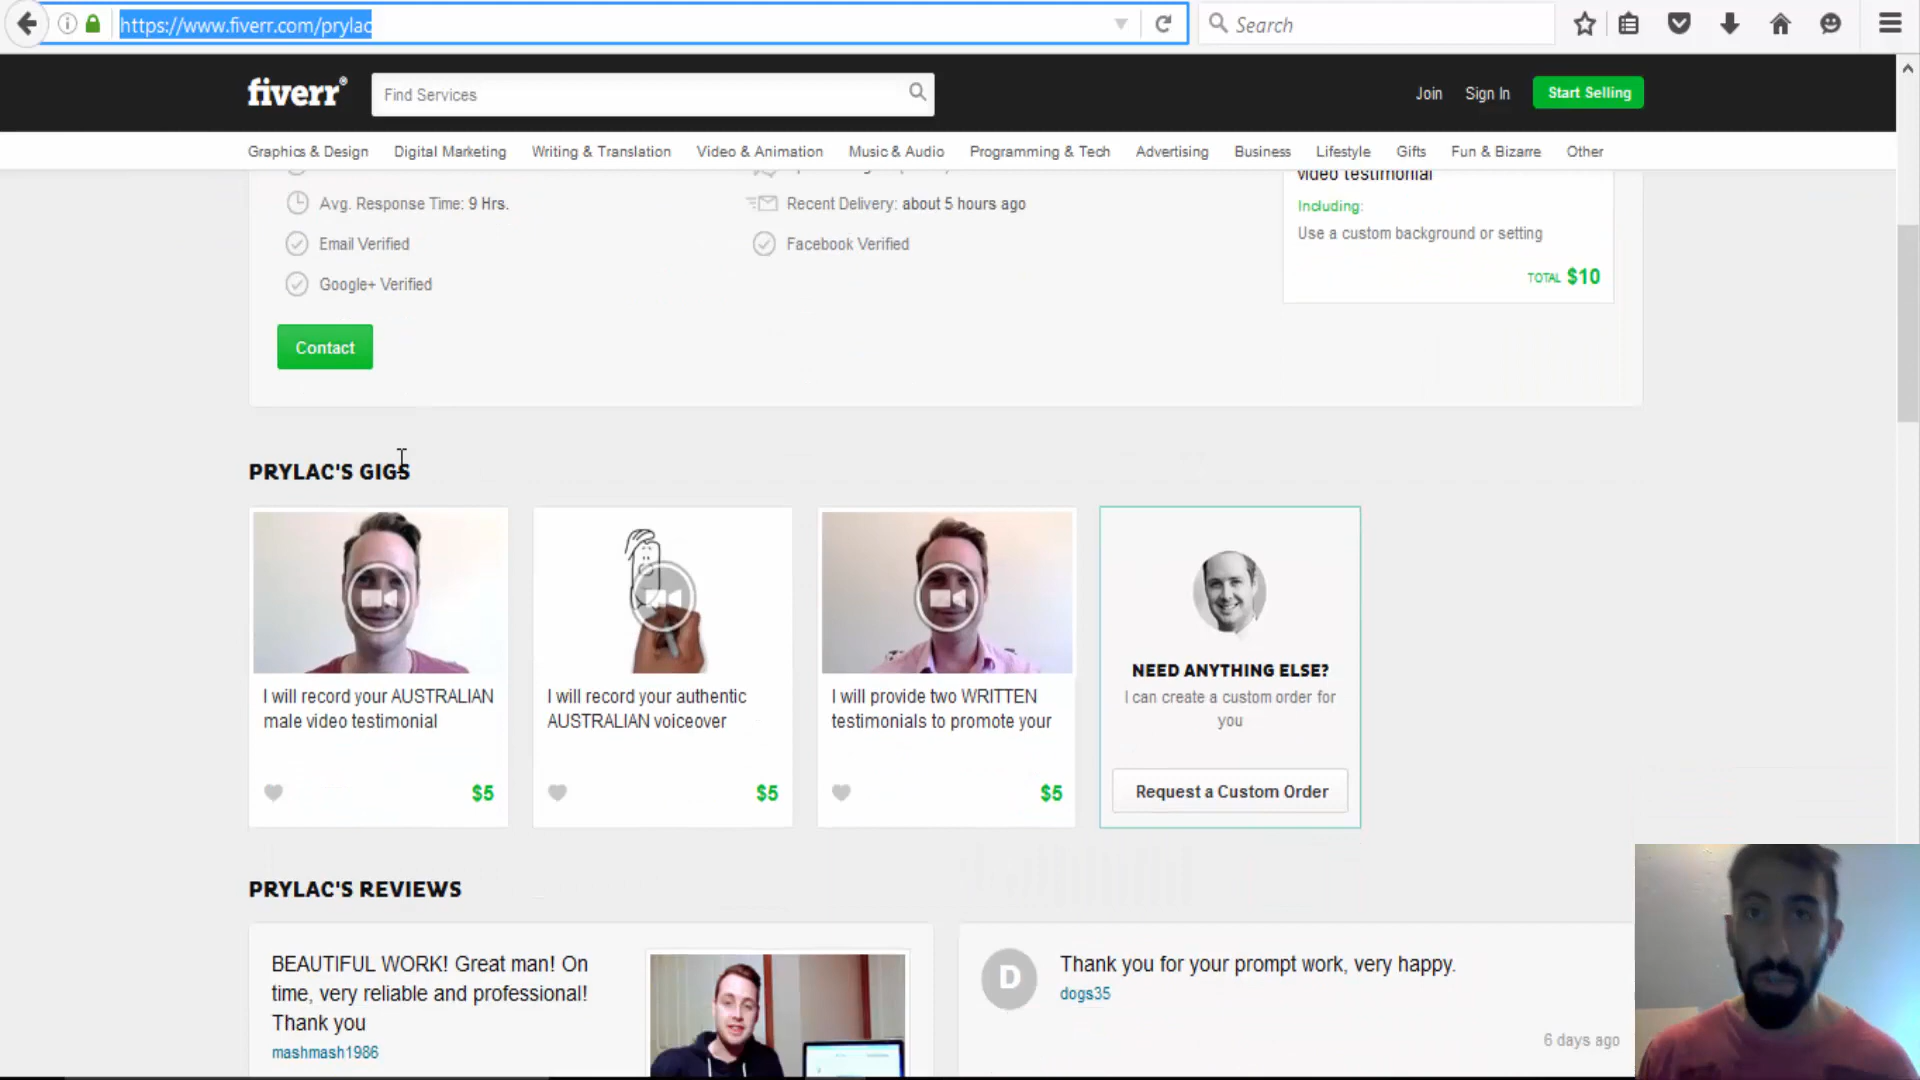 https://www.fiverr.com/prylac
Search
fiverr®
Find Services
Join
Sign In
Start Selling
Graphics & Design
Digital Marketing
Writing & Translation
Video & Animation
Music & Audio
Programming & Tech
Advertising
Business
Lifestyle
Gifts
Fun & Bizarre
Other
video testimonial
Avg. Response Time: 9 Hrs.
Recent Delivery: about 5 hours ago
Including:
Use a custom background or setting
Email Verified
Facebook Verified
TOTAL $10
Google+ Verified
Contact
PRYLAC'S GIGS
I will record your AUSTRALIAN
male video testimonial
$5
I will record your authentic
AUSTRALIAN voiceover
$5
I will provide two WRITTEN
testimonials to promote your
$5
NEED ANYTHING ELSE?
I can create a custom order for
you
Request a Custom Order
PRYLAC'S REVIEWS
BEAUTIFUL WORK! Great man! On
time, very reliable and professional!
Thank you
mashmash1986
D
Thank you for your prompt work, very happy.
dogs35
6 days ago